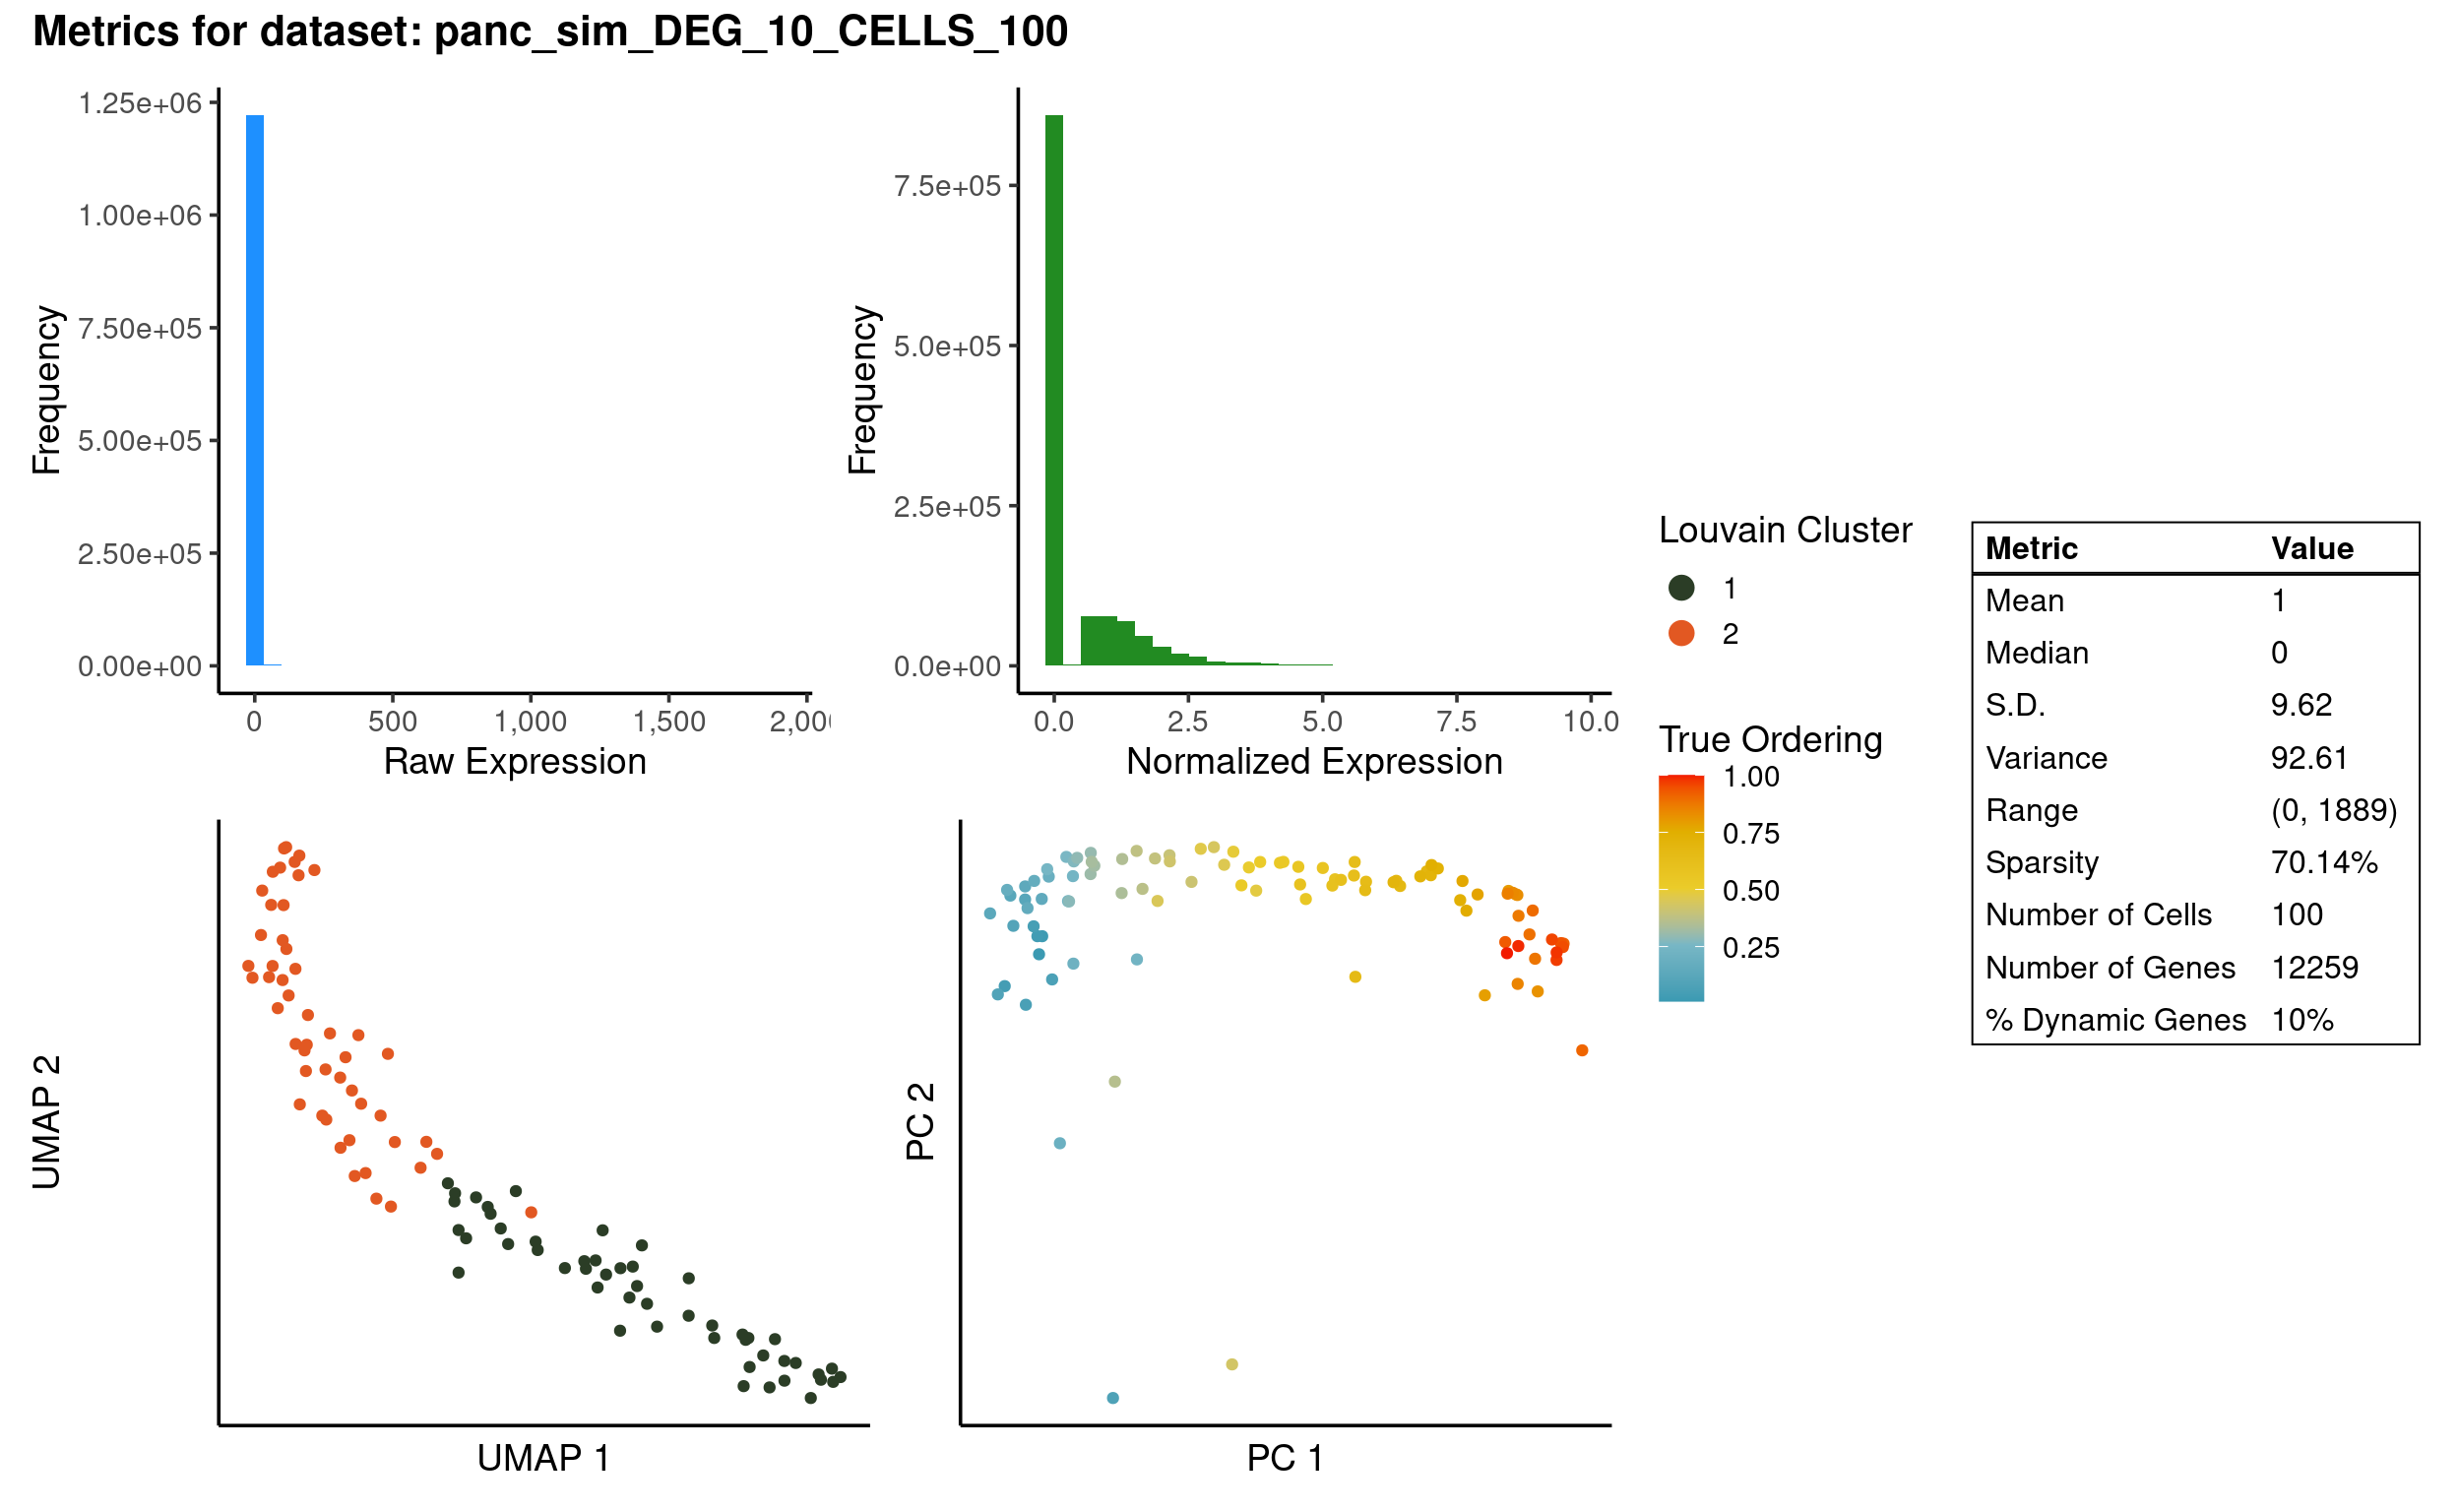 Metrics for dataset: panc_sim_DEG_10_CELLS_100
1.25e+06
1.00e+06
7.50e+05
5.00e+05
2.50e+05
0.00e+00
Frequency
0 500 1,000 1,500 2,00
Raw Expression
7.5e+05
5.0e+05
2.5e+05
0.0e+00
Frequency
0.0 2.5 5.0 7.5 10.0
Normalized Expression
UMAP 2
UMAP 1
PC 2
PC 1
Louvain Cluster
1
2
True Ordering
1.00
0.75
0.50
0.25
Metric Value
Mean 1
Median 0
S.D. 9.62
Variance 92.61
Range (0, 1889)
Sparsity 70.14%
Number of Cells 100
Number of Genes 12259
% Dynamic Genes 10%